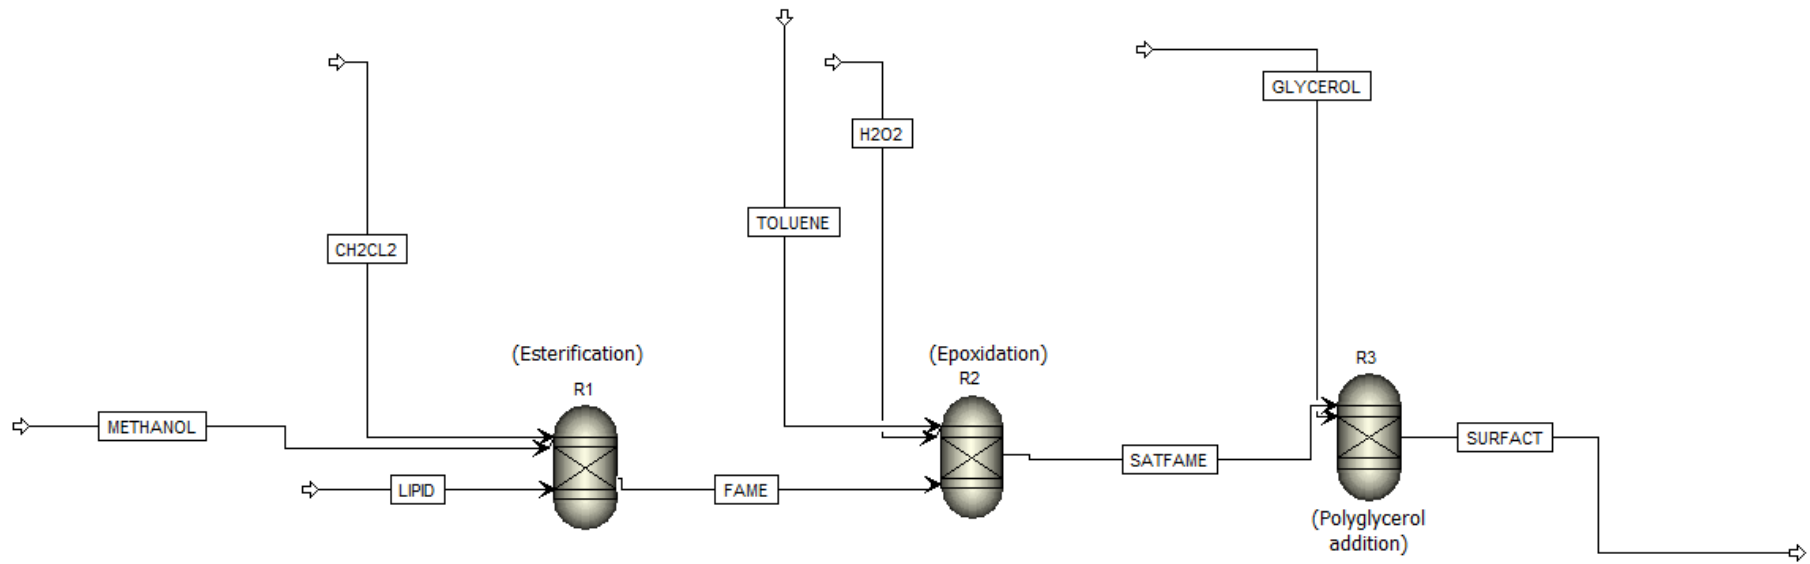 GLYCEROL
H2O2
TOLUENE
CH2CL2
(Esterification)
R1
(Epoxidation)
R2
R3
METHANOL
SURFACT
SATFAME
LIPID
FAME
(Polyglycerol
addition)